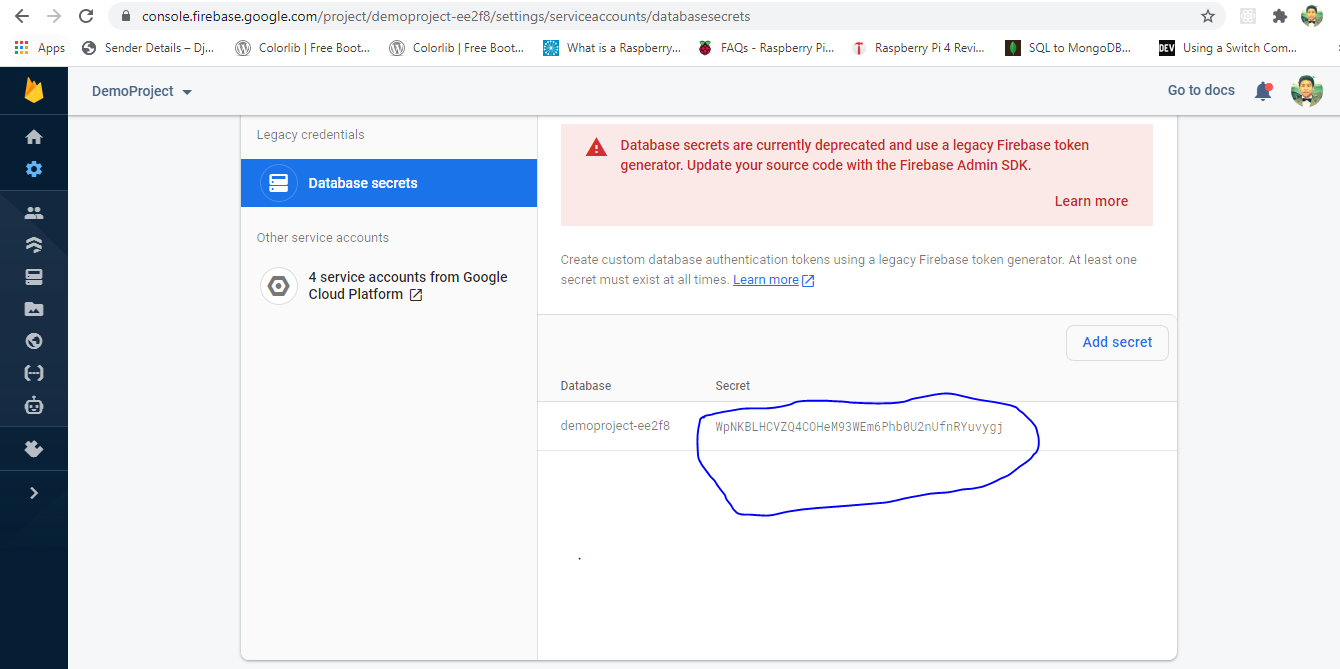 console.firebase.google.com/project/demoproject-ee2f8/settings/serviceaccounts/databasesecrets
Apps Sender Details – Dj... Colorlib | Free Boot... Colorlib | Free Boot... What is a Raspberry... FAQs - Raspberry Pi... Raspberry Pi 4 Revi... SQL to MongoDB... DEV Using a Switch Com...
DemoProject Go to docs
Legacy credentials
Database secrets
Other service accounts
4 service accounts from Google
Cloud Platform
Database secrets are currently deprecated and use a legacy Firebase token
generator. Update your source code with the Firebase Admin SDK.
Learn more
Create custom database authentication tokens using a legacy Firebase token generator. At least one
secret must exist at all times. Learn more
Add secret
Database Secret
demoproject-ee2f8 WpNKBLHCVZQ4COHeM93WEm6Phb0U2nUfnRYuvygj